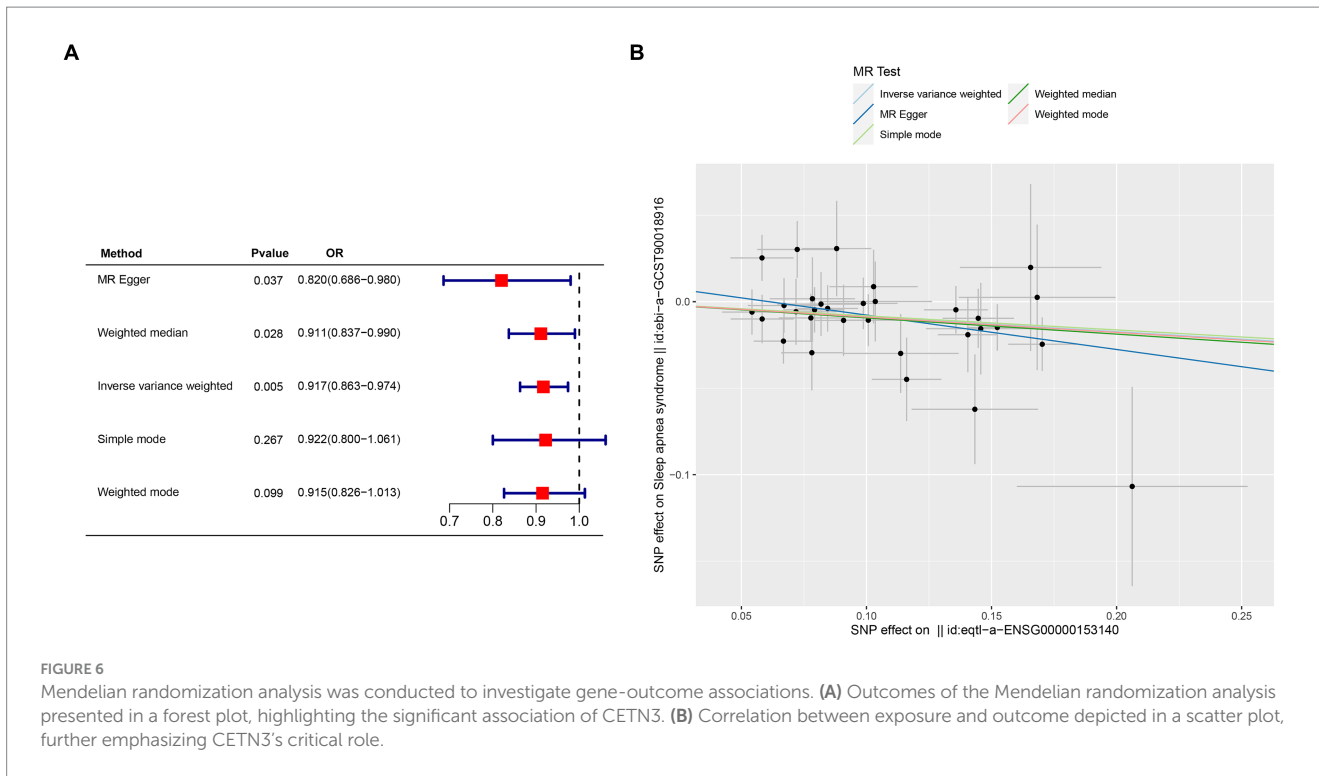 A
Method Pvalue OR
MR Egger 0.037 0.820(0.686−0.980)
Weighted median 0.028 0.911(0.837−0.990)
Inverse variance weighted 0.005 0.917(0.863−0.974)
Simple mode 0.267 0.922(0.800−1.061)
Weighted mode 0.099 0.915(0.826−1.013)
0.7 0.8 0.9 1.0
B
MR Test
Inverse variance weighted Weighted median
MR Egger Weighted mode
Simple mode
SNP effect on Sleep apnea syndrome || id:ebi−a−GCST90018916
0.0
−0.1
0.05 0.10 0.15 0.20 0.25
SNP effect on || id:eqtl−a−ENSG00000153140
FIGURE 6
Mendelian randomization analysis was conducted to investigate gene-outcome associations. (A) Outcomes of the Mendelian randomization analysis
presented in a forest plot, highlighting the significant association of CETN3. (B) Correlation between exposure and outcome depicted in a scatter plot,
further emphasizing CETN3’s critical role.